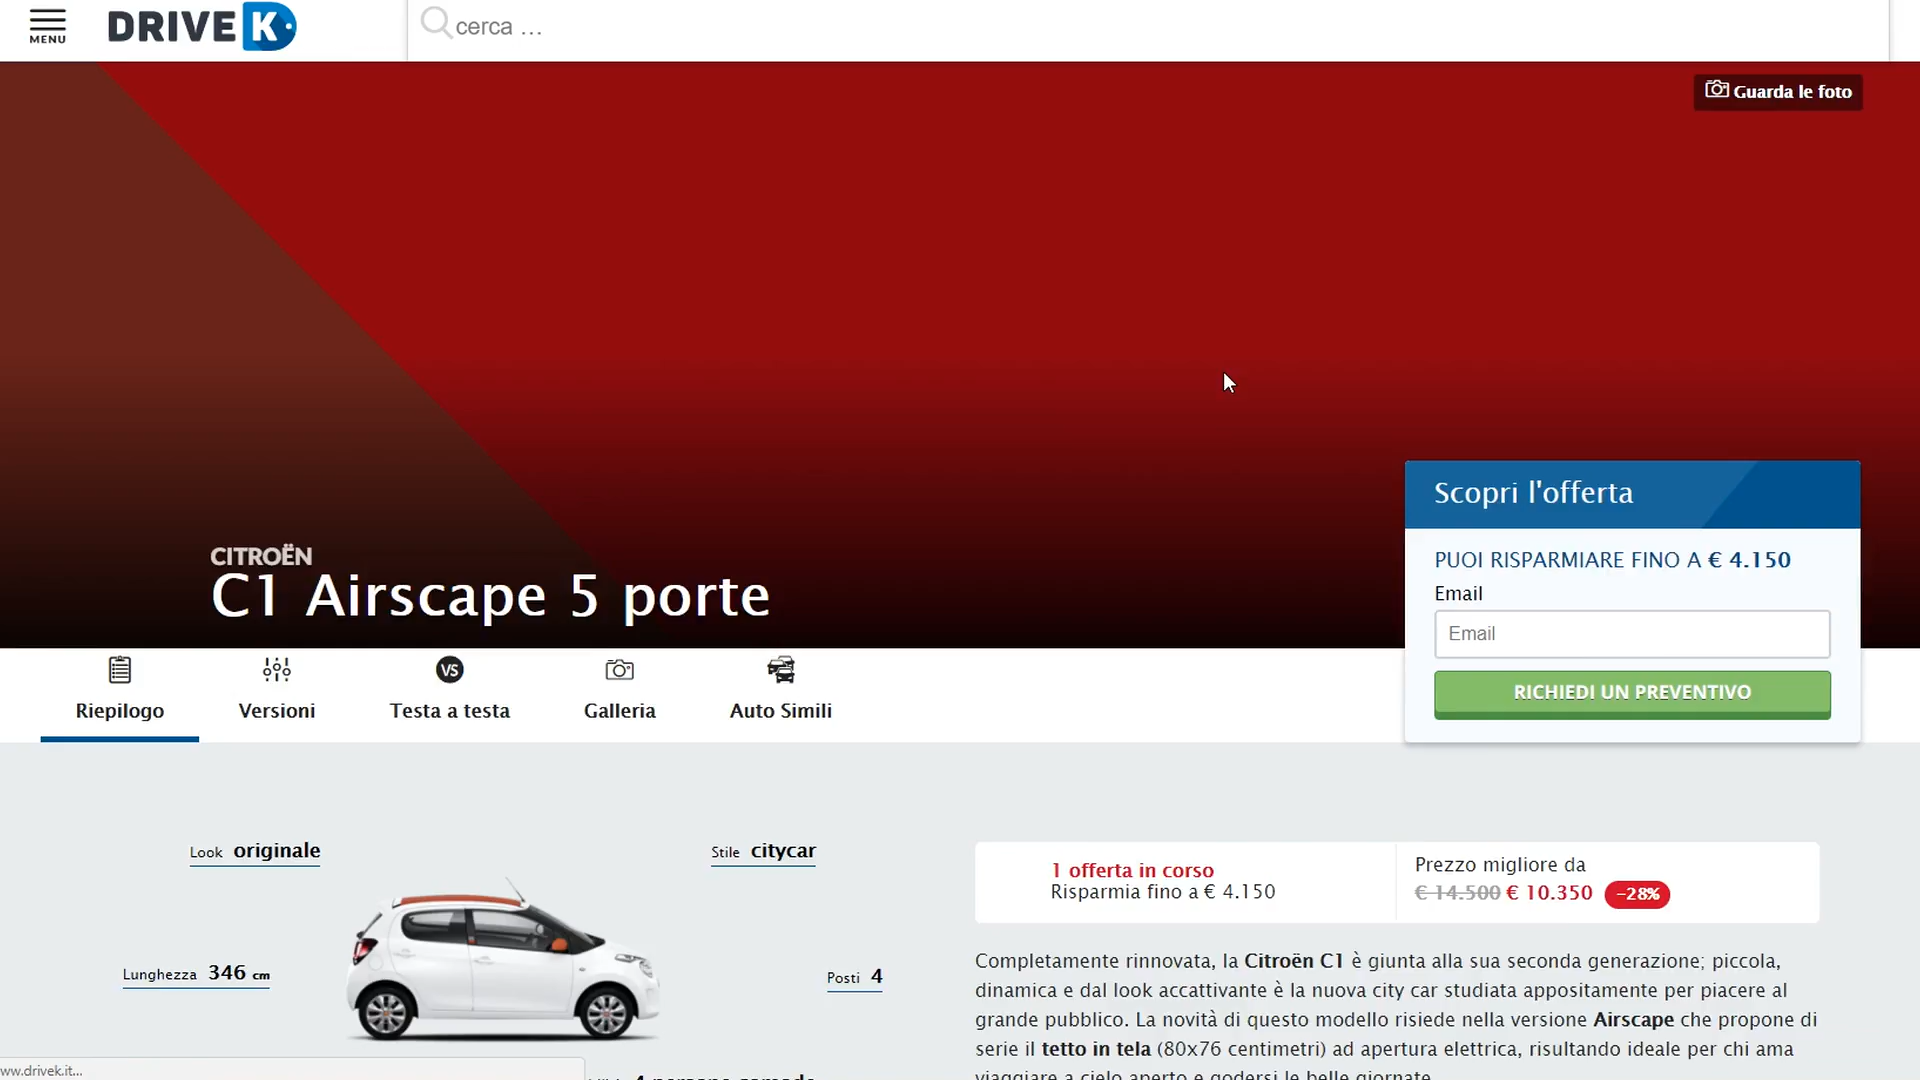 MENU
DRIVE K
cerca ...
Guarda le foto
CITROËN
C1 Airscape 5 porte
Scopri l'offerta
PUOI RISPARMIARE FINO A € 4.150
Email
Email
RICHIEDI UN PREVENTIVO
Riepilogo
VS
Versioni
Testa a testa
Galleria
Auto Simili
Look originale
Stile citycar
Lunghezza 346 cm
Posti 4
1 offerta in corso
Risparmia fino a € 4.150
Prezzo migliore da
€ 14.500 € 10.350 -28%
Completamente rinnovata, la Citroën C1 è giunta alla sua seconda generazione; piccola,
dinamica e dal look accattivante è la nuova city car studiata appositamente per piacere al
grande pubblico. La novità di questo modello risiede nella versione Airscape che propone di
serie il tetto in tela (80x76 centimetri) ad apertura elettrica, risultando ideale per chi ama
viaggiare a cielo aperto e godersi le belle giornate.
4 persone comode
ww.drivek.it...